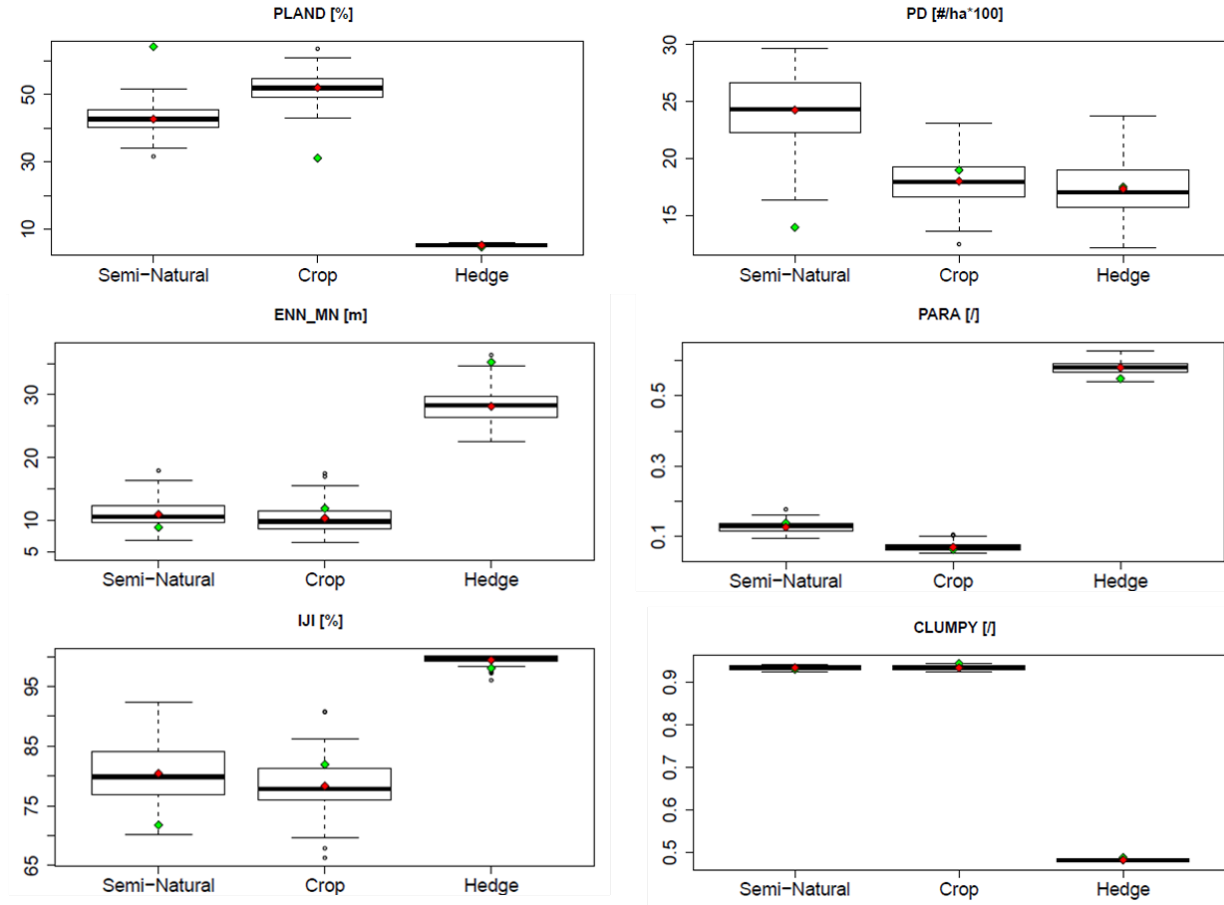 PLAND [%]
50
30
10
Semi−Natural
Crop
Hedge
PD [#/ha*100]
30
25
20
15
Semi−Natural
Crop
Hedge
ENN_MN [m]
30
20
10
5
Semi−Natural
Crop
Hedge
PARA [/]
0.5
0.3
0.1
Semi−Natural
Crop
Hedge
IJI [%]
95
85
75
65
Semi−Natural
Crop
Hedge
CLUMPY [/]
0.9
0.8
0.7
0.6
0.5
Semi−Natural
Crop
Hedge